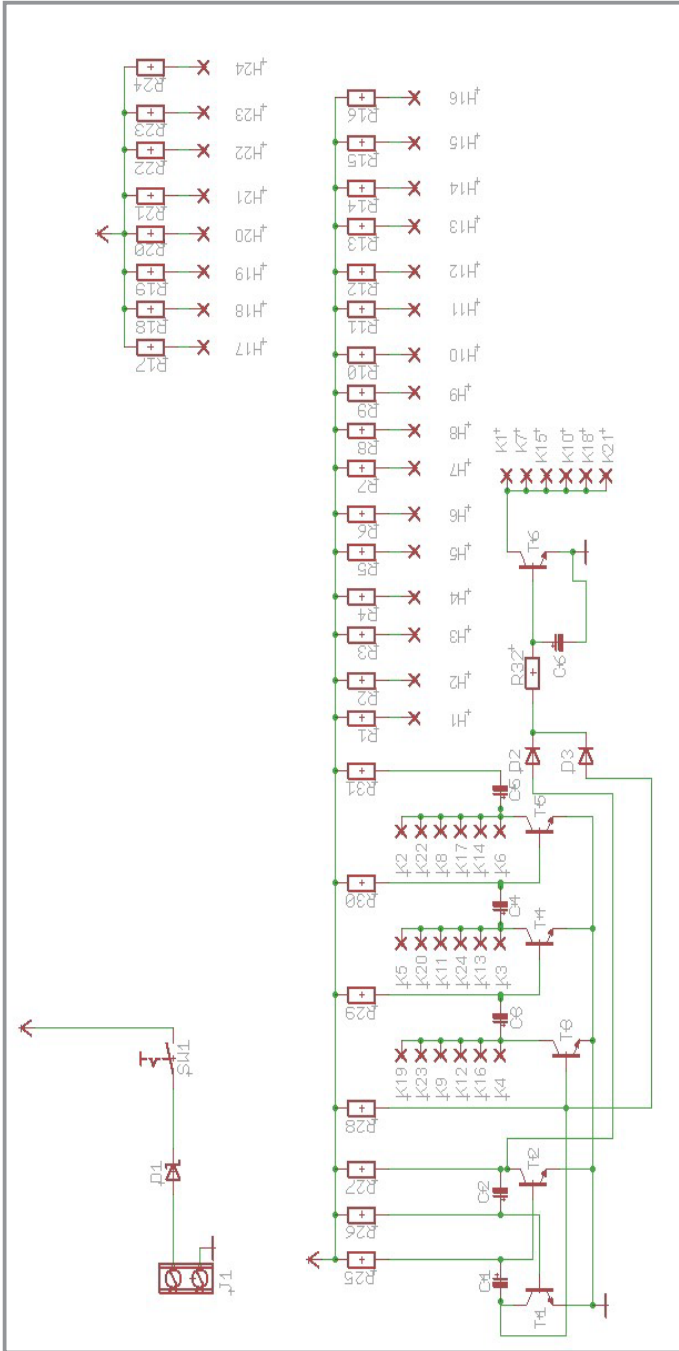 R24 H24
R23 H23
R22 H22
R21 H21
R20 H20
R19 H19
R18 H18
R17 H17
R16 H16
R15 H15
R14 H14
R13 H13
R12 H12
R11 H11
R10 H10
R9 H9
R8 H8
R7 H7
R6 H6
R5 H5
R4 H4
R3 H3
R2 H2
R1 H1
K1 K7 K15 K10 K18 K21
T6
R32
C6
D2 D3
R31
C5
T5
K2 K22 K8 K17 K14 K6
R30
C4
T4
K5 K20 K11 K24 K13 K3
R29
C3
T3
K19 K23 K9 K12 K16 K4
R28
R27
C2
T2
R26
R25
C1
T1
SW1
D1
J1